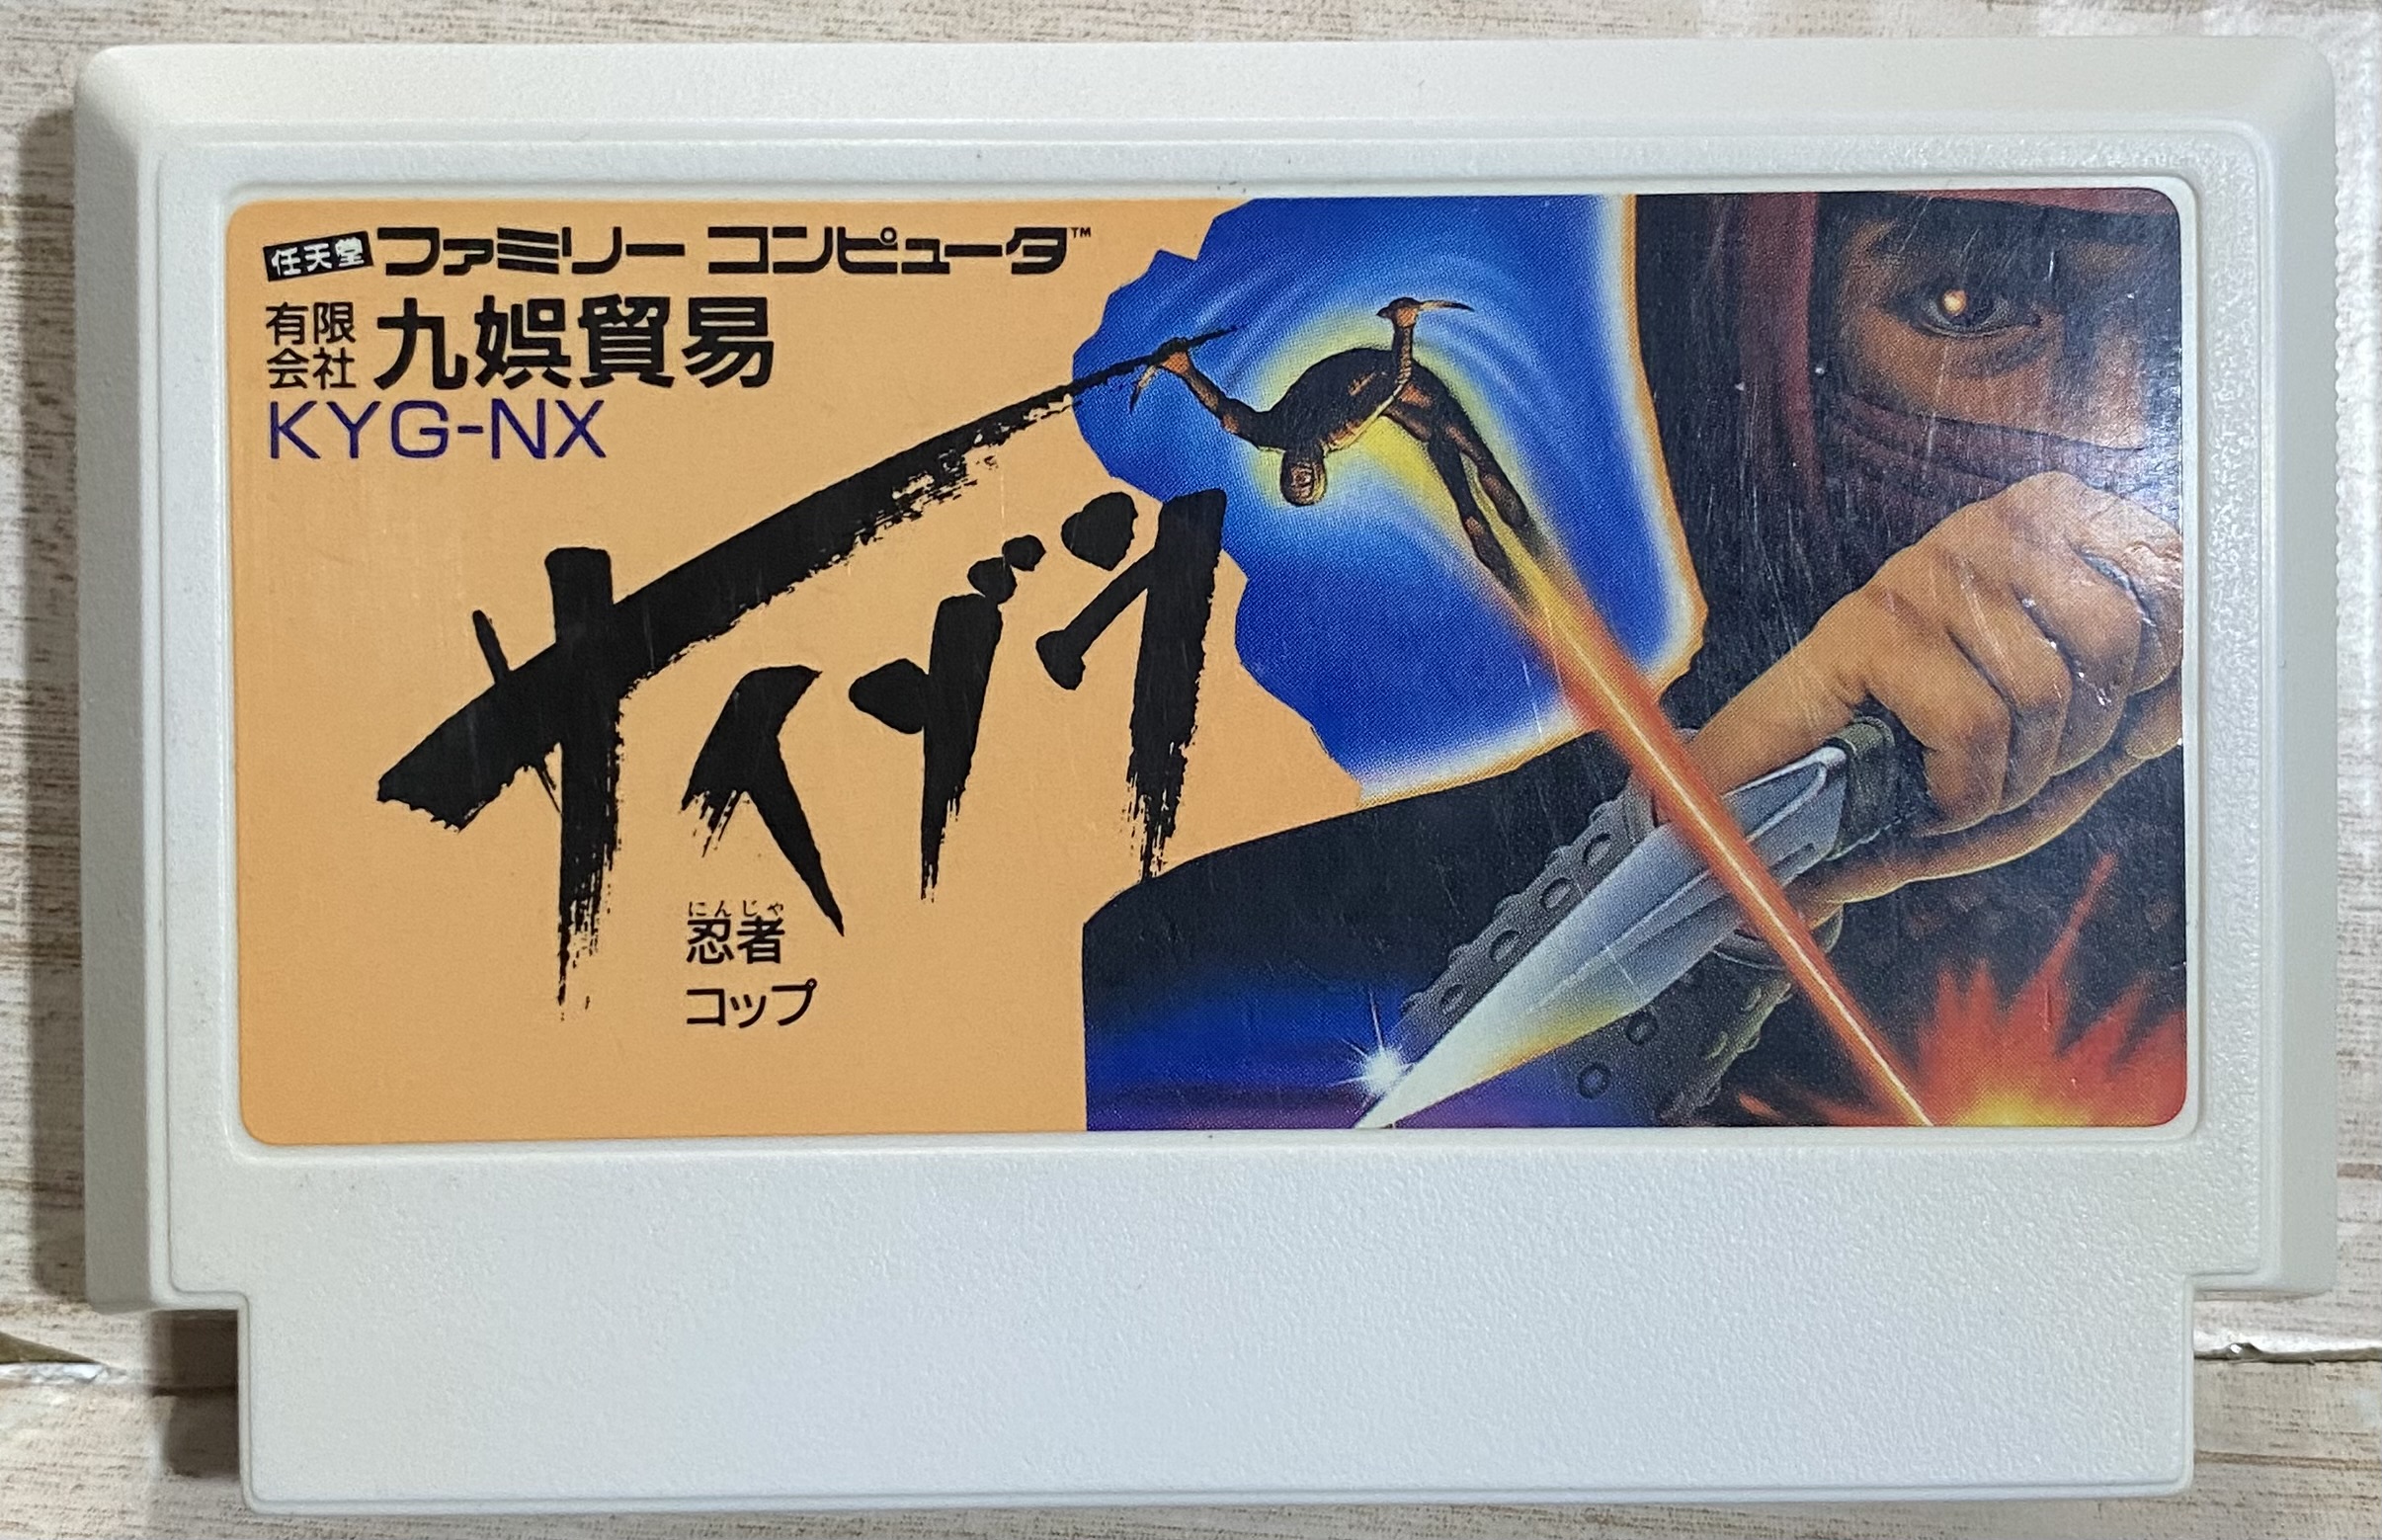 任天堂 ファミリー コンピュータ™
有限会社 九娯貿易
KYG-NX
サイゾウ
にんじゃ
忍者
コップ